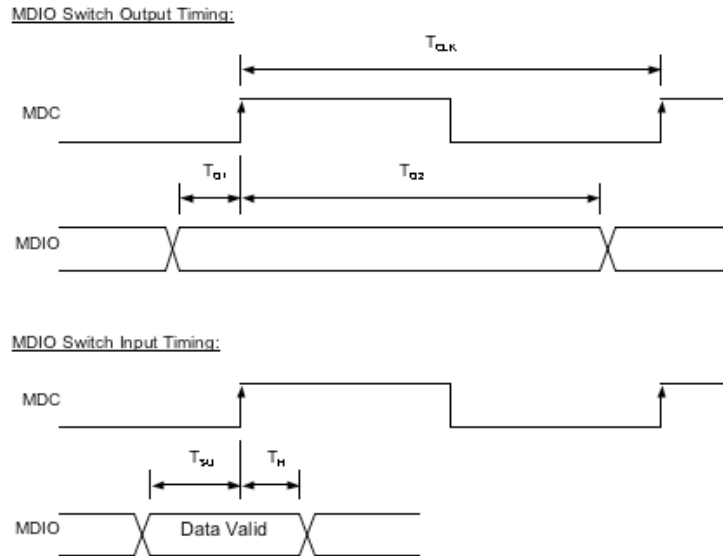 MDIO Switch Output Timing:
TCLK
MDC
TO1 TO2
MDIO
MDIO Switch Input Timing:
MDC
TSU TH
MDIO Data Valid